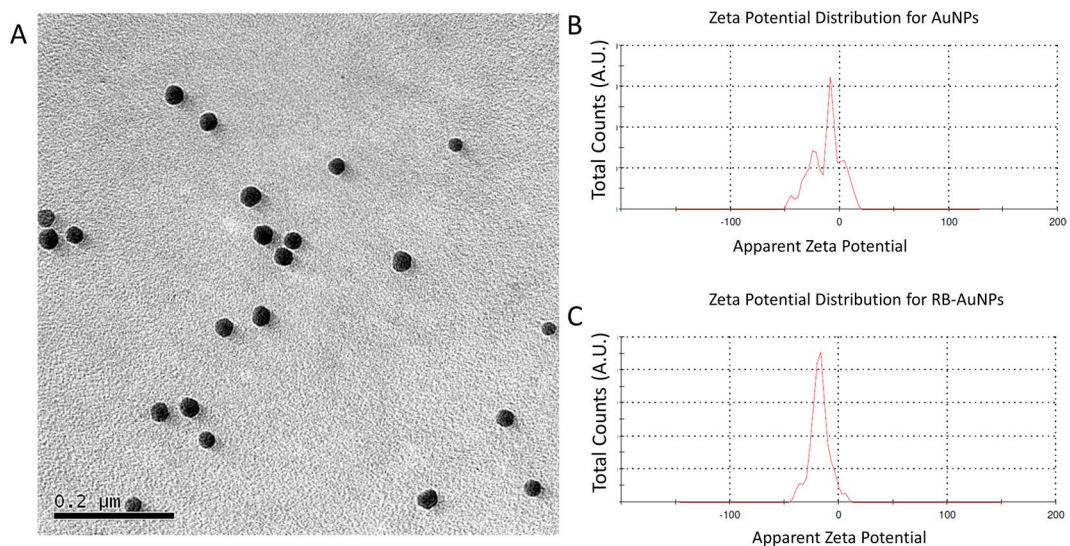 A
0.2 µm
B
Zeta Potential Distribution for AuNPs
Total Counts (A.U.)
-100
0
100
200
Apparent Zeta Potential
Zeta Potential Distribution for RB-AuNPs
C
Total Counts (A.U.)
-100
0
100
200
Apparent Zeta Potential